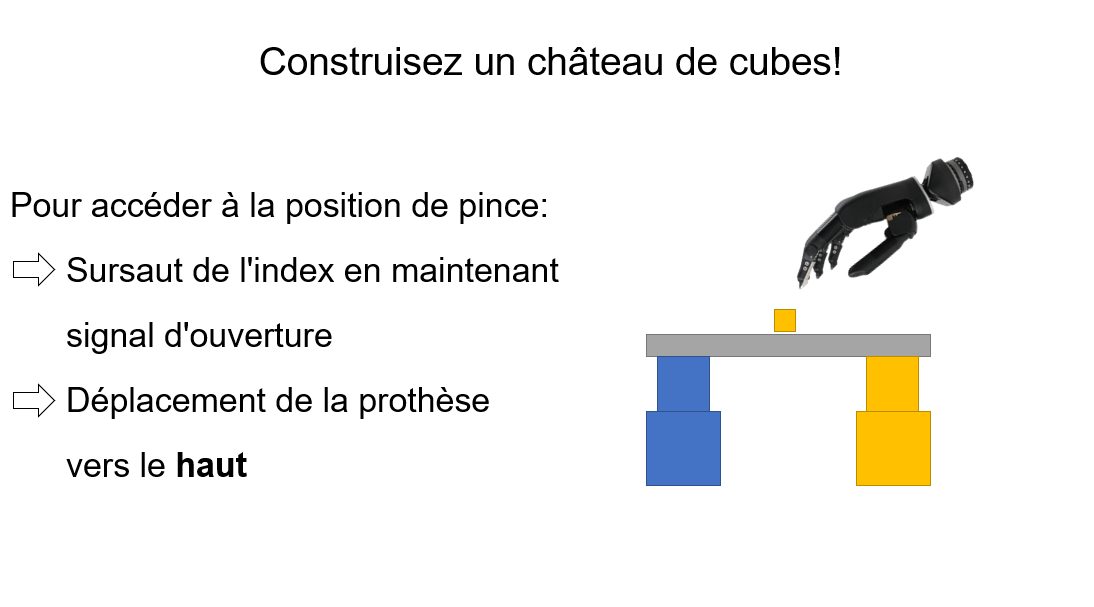 Construisez un château de cubes!
Pour accéder à la position de pince:
Sursaut de l'index en maintenant
signal d'ouverture
Déplacement de la prothèse
vers le haut